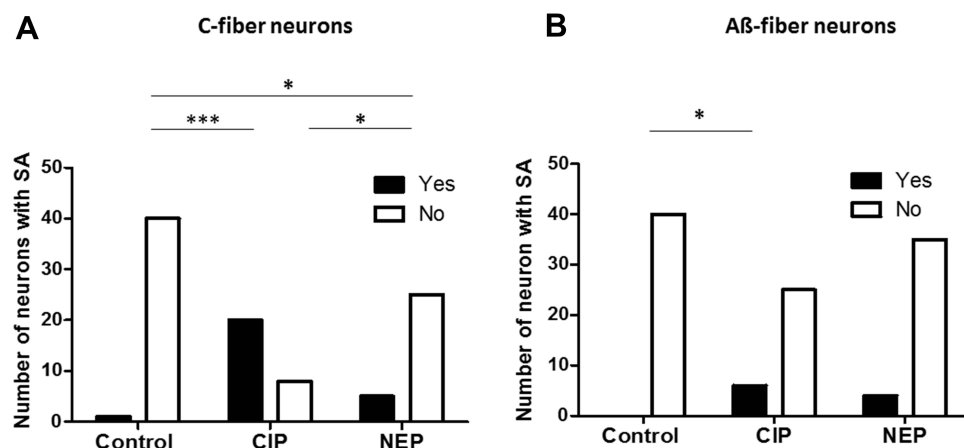 A
C-fiber neurons
*
***
*
Number of neurons with SA
50
40
30
20
10
0
Yes
No
Control
CIP
NEP
B
Aß-fiber neurons
*
Number of neuron with SA
50
40
30
20
10
0
Yes
No
Control
CIP
NEP